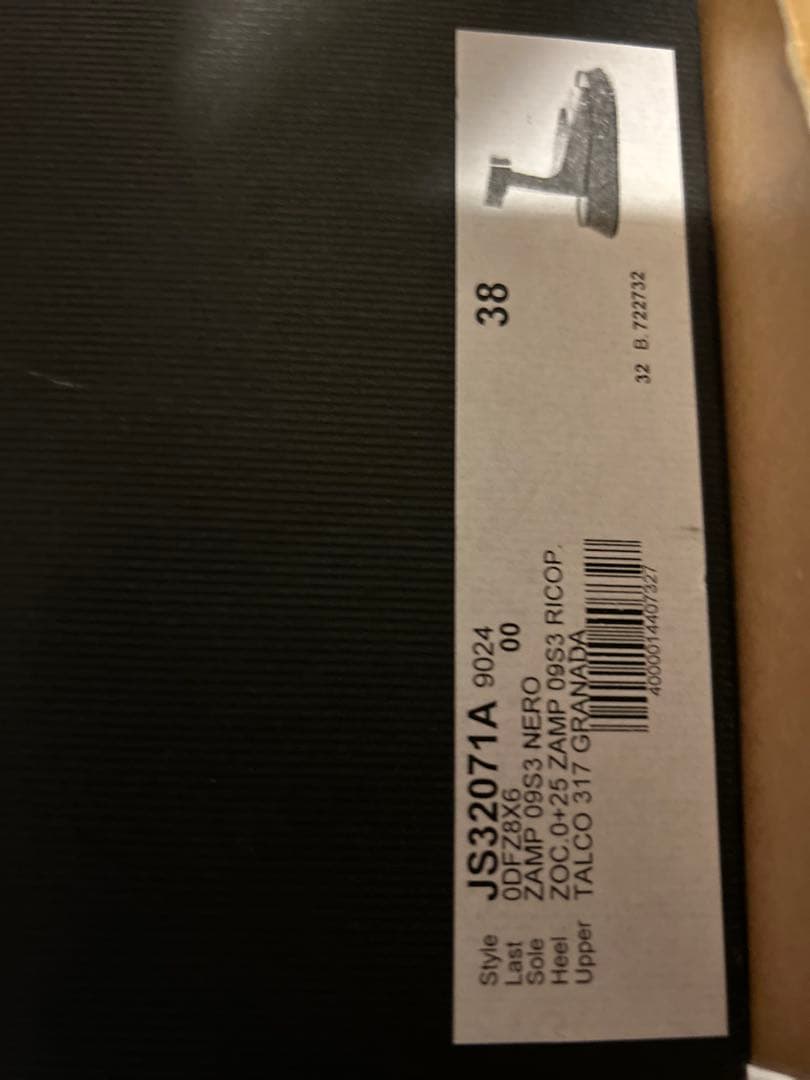 Style JS32071A 9024 38
Last 0DFZ8X6 00
Sole ZAMP 09S3 NERO
Heel ZOC.0+25 ZAMP 09S3 RICOP.
Upper TALCO 317 GRANADA
32 B. 722732
4000014407327